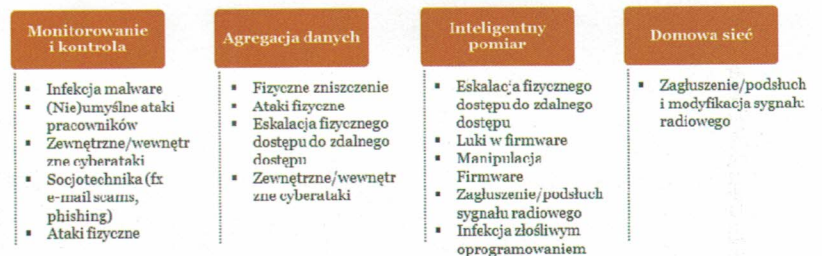 Monitorowanie
i kontrola
Infekcja malware
(Nie)umyślne ataki
pracowników
Zewnętrzne/wewnętr
zne cyberataki
Socjotechnika (fx
e-mail scams,
phishing)
Ataki fizyczne
Agregacja danych
Fizyczne zniszczenie
Ataki fizyczne
Eskalacja fizycznego
dostępu do zdalnego
dostępu
Zewnętrzne/wewnętr
zne cyberataki
Inteligentny
pomiar
Eskalacja fizycznego
dostępu do zdalnego
dostępu
Luki w firmware
Manipulacja
Firmware
Zagłuszenie/podsłuch
sygnału radiowego
Infekcja złośliwym
oprogramowaniem
Domowa sieć
Zagłuszenie/podsłuch
i modyfikacja sygnału
radiowego